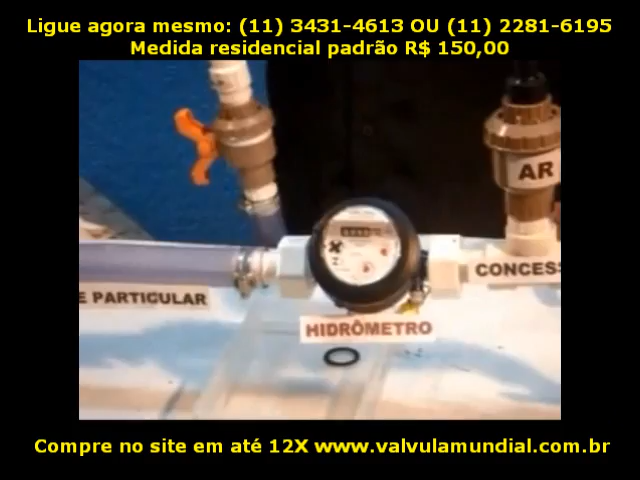 Ligue agora mesmo: (11) 3431-4613 OU (11) 2281-6195
Medida residencial padrão R$ 150,00
AR
CONCESS
E PARTICULAR
HIDRÔMETRO
Compre no site em até 12X www.valvulamundial.com.br